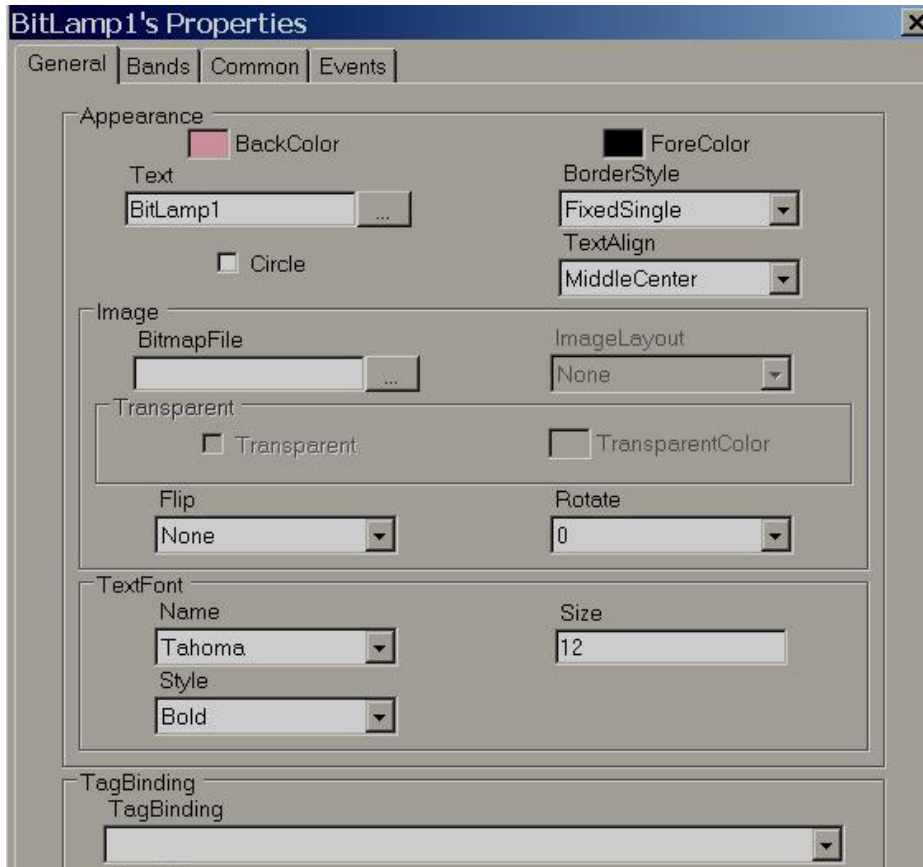 BitLamp1's Properties
General Bands Common Events
Appearance
BackColor ForeColor
Text BorderStyle
BitLamp1 ... FixedSingle
TextAlign
Circle MiddleCenter
Image
BitmapFile ImageLayout
... None
Transparent
Transparent TransparentColor
Flip Rotate
None 0
TextFont
Name Size
Tahoma 12
Style
Bold
TagBinding
TagBinding